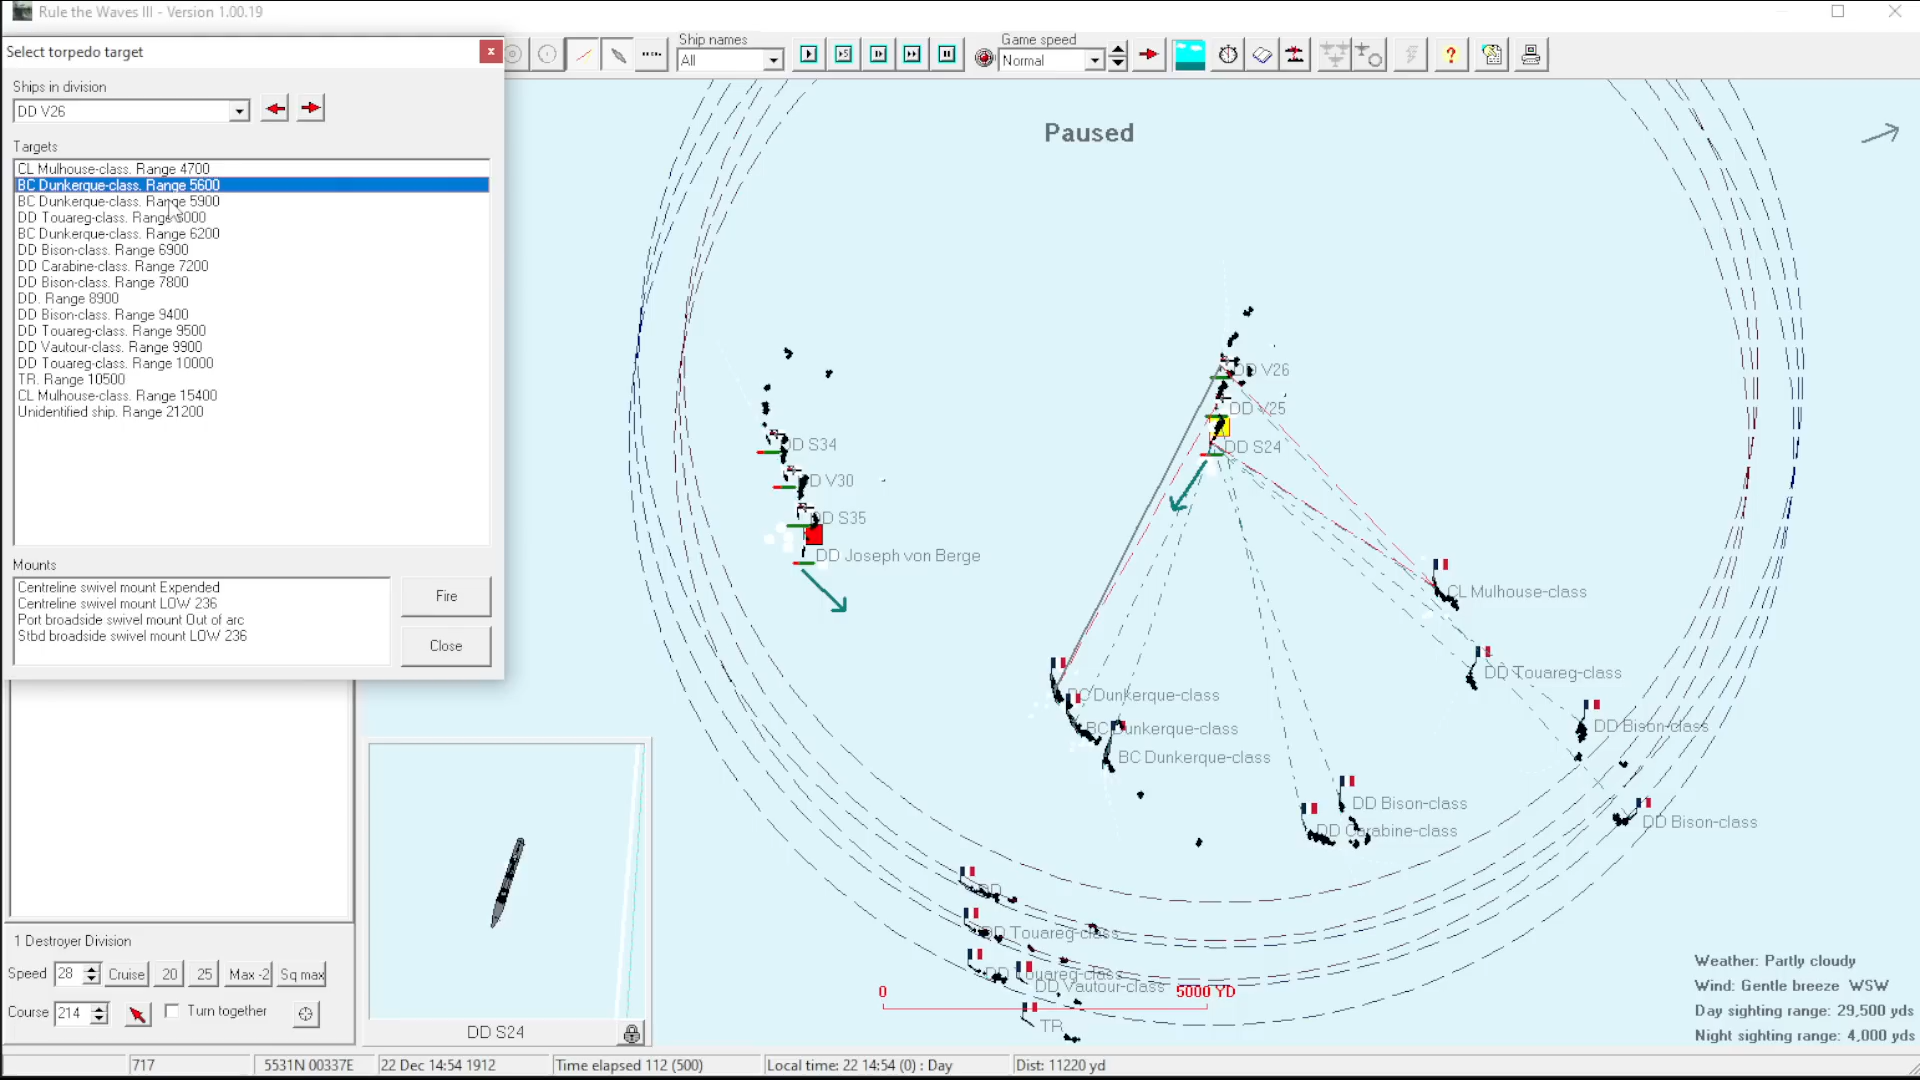 Rule the Waves III - Version 1.00.19
Select torpedo target
x
Ship names
All
Game speed
Normal
Ships in division
DD V26
Targets
CL Mulhouse-class. Range 4700
BC Dunkerque-class. Range 5600
BC Dunkerque-class. Range 5900
DD Touareg-class. Range 6000
BC Dunkerque-class. Range 6200
DD Bison-class. Range 6900
DD Carabine-class. Range 7200
DD Bison-class. Range 7800
DD. Range 8900
DD Bison-class. Range 9400
DD Touareg-class. Range 9500
DD Vautour-class. Range 9900
DD Touareg-class. Range 10000
TR. Range 10500
CL Mulhouse-class. Range 15400
Unidentified ship. Range 21200
Mounts
Centreline swivel mount Expended
Centreline swivel mount LOW 236
Port broadside swivel mount Out of arc
Stbd broadside swivel mount LOW 236
Fire
Close
Paused
DD V26
DD V25
DD S24
DD S34
DD V30
DD S35
DD Joseph von Berge
CL Mulhouse-class
DD Touareg-class
BC Dunkerque-class
BC Dunkerque-class
BC Dunkerque-class
DD Bison-class
DD Bison-class
DD Carabine-class
DD Bison-class
DD
DD Touareg-class
DD Touareg-class
DD Vautour-class
TR
0 5000 YD
Weather: Partly cloudy
Wind: Gentle breeze WSW
Day sighting range: 29,500 yds
Night sighting range: 4,000 yds
1 Destroyer Division
Speed 28 Cruise 20 25 Max -2 Sq max
Course 214 Turn together
DD S24
717 5531N 00337E 22 Dec 14:54 1912 Time elapsed 112 (500) Local time: 22 14:54 (0) : Day Dist: 11220 yd